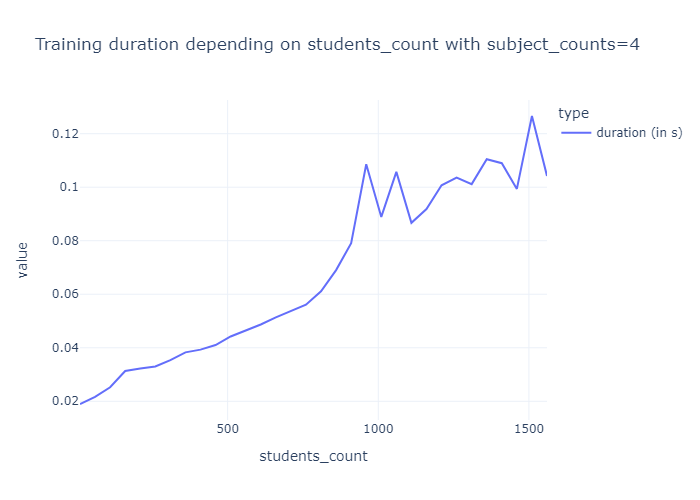 Training duration depending on students_count with subject_counts=4
type
duration (in s)
0.12
0.1
0.08
0.06
0.04
0.02
value
500
1000
1500
students_count